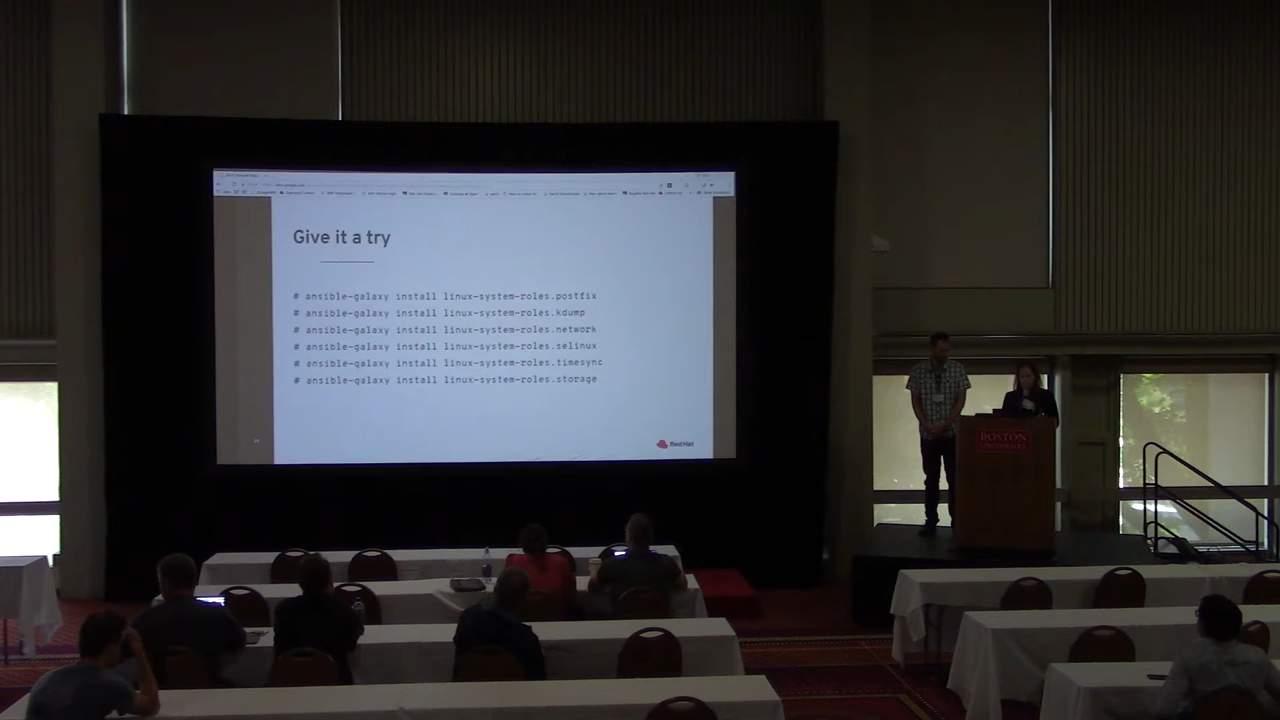 Give it a try
# ansible-galaxy install linux-system-roles.postfix
# ansible-galaxy install linux-system-roles.kdump
# ansible-galaxy install linux-system-roles.network
# ansible-galaxy install linux-system-roles.selinux
# ansible-galaxy install linux-system-roles.timesync
# ansible-galaxy install linux-system-roles.storage
Red Hat
BOSTON
UNIVERSITY